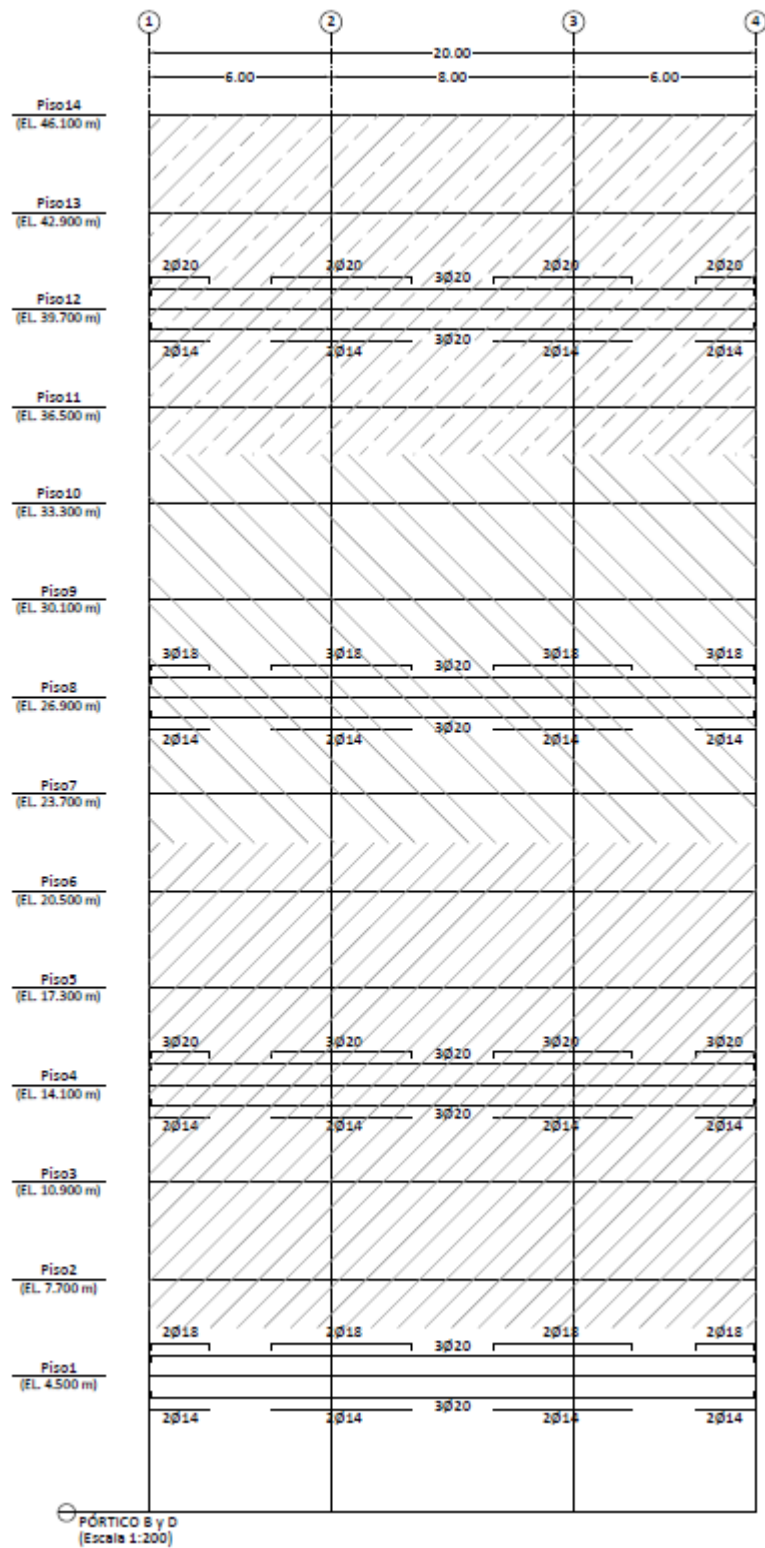 1 2 3 4
20.00
6.00 8.00 6.00
Piso14
(EL. 46.100 m)
Piso13
(EL. 42.900 m)
2Ø20 2Ø20 3Ø20 2Ø20 2Ø20
Piso12
(EL. 39.700 m)
2Ø14 2Ø14 3Ø20 2Ø14 2Ø14
Piso11
(EL. 36.500 m)
Piso10
(EL. 33.300 m)
Piso9
(EL. 30.100 m)
3Ø18 3Ø18 3Ø20 3Ø18 3Ø18
Piso8
(EL. 26.900 m)
2Ø14 2Ø14 3Ø20 2Ø14 2Ø14
Piso7
(EL. 23.700 m)
Piso6
(EL. 20.500 m)
Piso5
(EL. 17.300 m)
3Ø20 3Ø20 3Ø20 3Ø20 3Ø20
Piso4
(EL. 14.100 m)
2Ø14 2Ø14 3Ø20 2Ø14 2Ø14
Piso3
(EL. 10.900 m)
Piso2
(EL. 7.700 m)
2Ø18 2Ø18 3Ø20 2Ø18 2Ø18
Piso1
(EL. 4.500 m)
2Ø14 2Ø14 3Ø20 2Ø14 2Ø14
PÓRTICO B y D
(Escala 1:200)